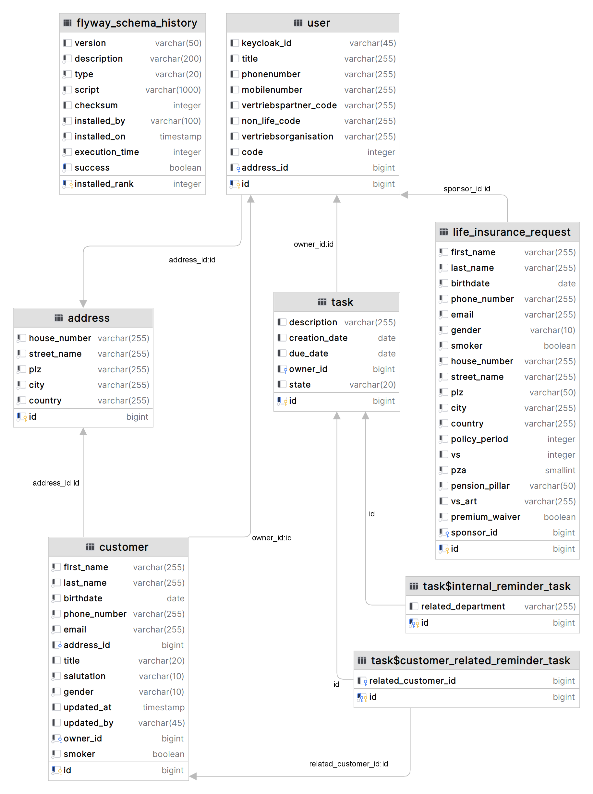 flyway_schema_history
version varchar(50)
description varchar(200)
type varchar(20)
script varchar(1000)
checksum integer
installed_by varchar(100)
installed_on timestamp
execution_time integer
success boolean
installed_rank integer
user
keycloak_id varchar(45)
title varchar(255)
phonenumber varchar(255)
mobilenumber varchar(255)
vertriebspartner_code varchar(255)
non_life_code varchar(255)
vertriebsorganisation varchar(255)
code integer
address_id bigint
id bigint
sponsor_id:id
life_insurance_request
first_name varchar(255)
last_name varchar(255)
birthdate date
phone_number varchar(255)
email varchar(255)
gender varchar(10)
smoker boolean
house_number varchar(255)
street_name varchar(255)
plz varchar(50)
city varchar(255)
country varchar(255)
policy_period integer
vs integer
pza smallint
pension_pillar varchar(50)
vs_art varchar(255)
premium_waiver boolean
sponsor_id bigint
id bigint
owner_id:id
address_id:id
address
house_number varchar(255)
street_name varchar(255)
plz varchar(255)
city varchar(255)
country varchar(255)
id bigint
task
description varchar(255)
creation_date date
due_date date
owner_id bigint
state varchar(20)
id bigint
address_id:id
id
owner_id:id
customer
first_name varchar(255)
last_name varchar(255)
birthdate date
phone_number varchar(255)
email varchar(255)
address_id bigint
title varchar(20)
salutation varchar(10)
gender varchar(10)
updated_at timestamp
updated_by varchar(45)
owner_id bigint
smoker boolean
id bigint
task$internal_reminder_task
related_department varchar(255)
id bigint
task$customer_related_reminder_task
related_customer_id bigint
id bigint
id
related_customer_id:id